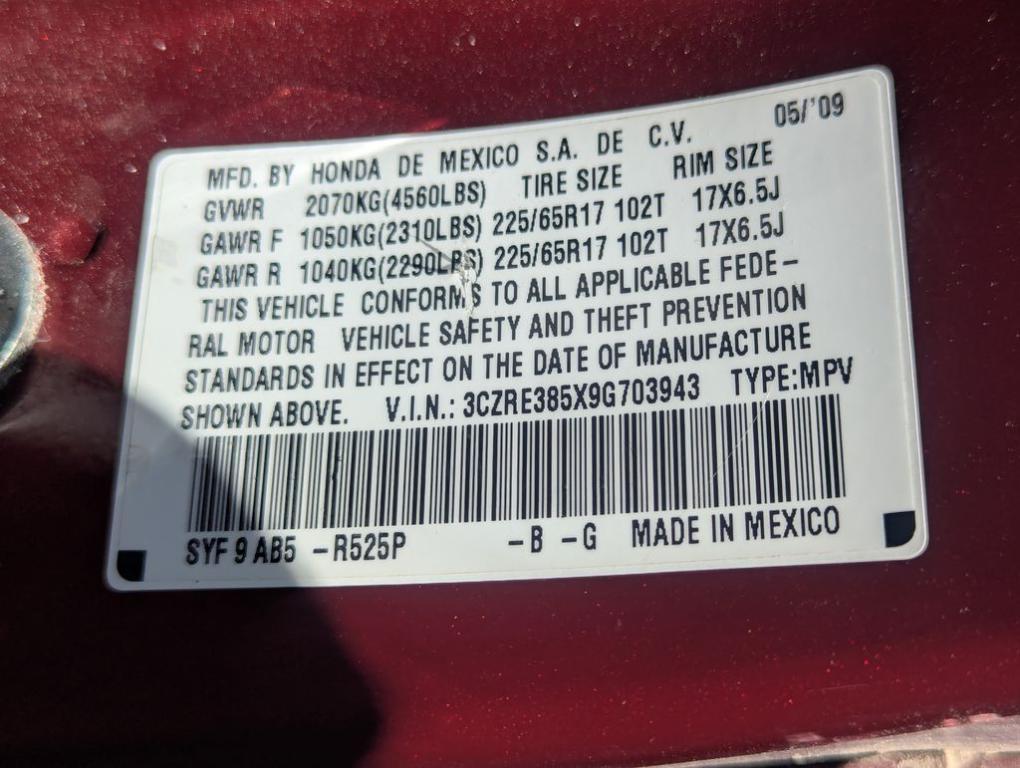 05/'09
MFD. BY HONDA DE MEXICO S.A. DE C.V.
GVWR 2070KG(4560LBS) TIRE SIZE RIM SIZE
GAWR F 1050KG(2310LBS) 225/65R17 102T 17X6.5J
GAWR R 1040KG(2290LBS) 225/65R17 102T 17X6.5J
THIS VEHICLE CONFORMS TO ALL APPLICABLE FEDE-
RAL MOTOR VEHICLE SAFETY AND THEFT PREVENTION
STANDARDS IN EFFECT ON THE DATE OF MANUFACTURE
SHOWN ABOVE. V.I.N.: 3CZRE385X9G703943 TYPE:MPV
SYF 9 AB5 -R525P -B -G MADE IN MEXICO